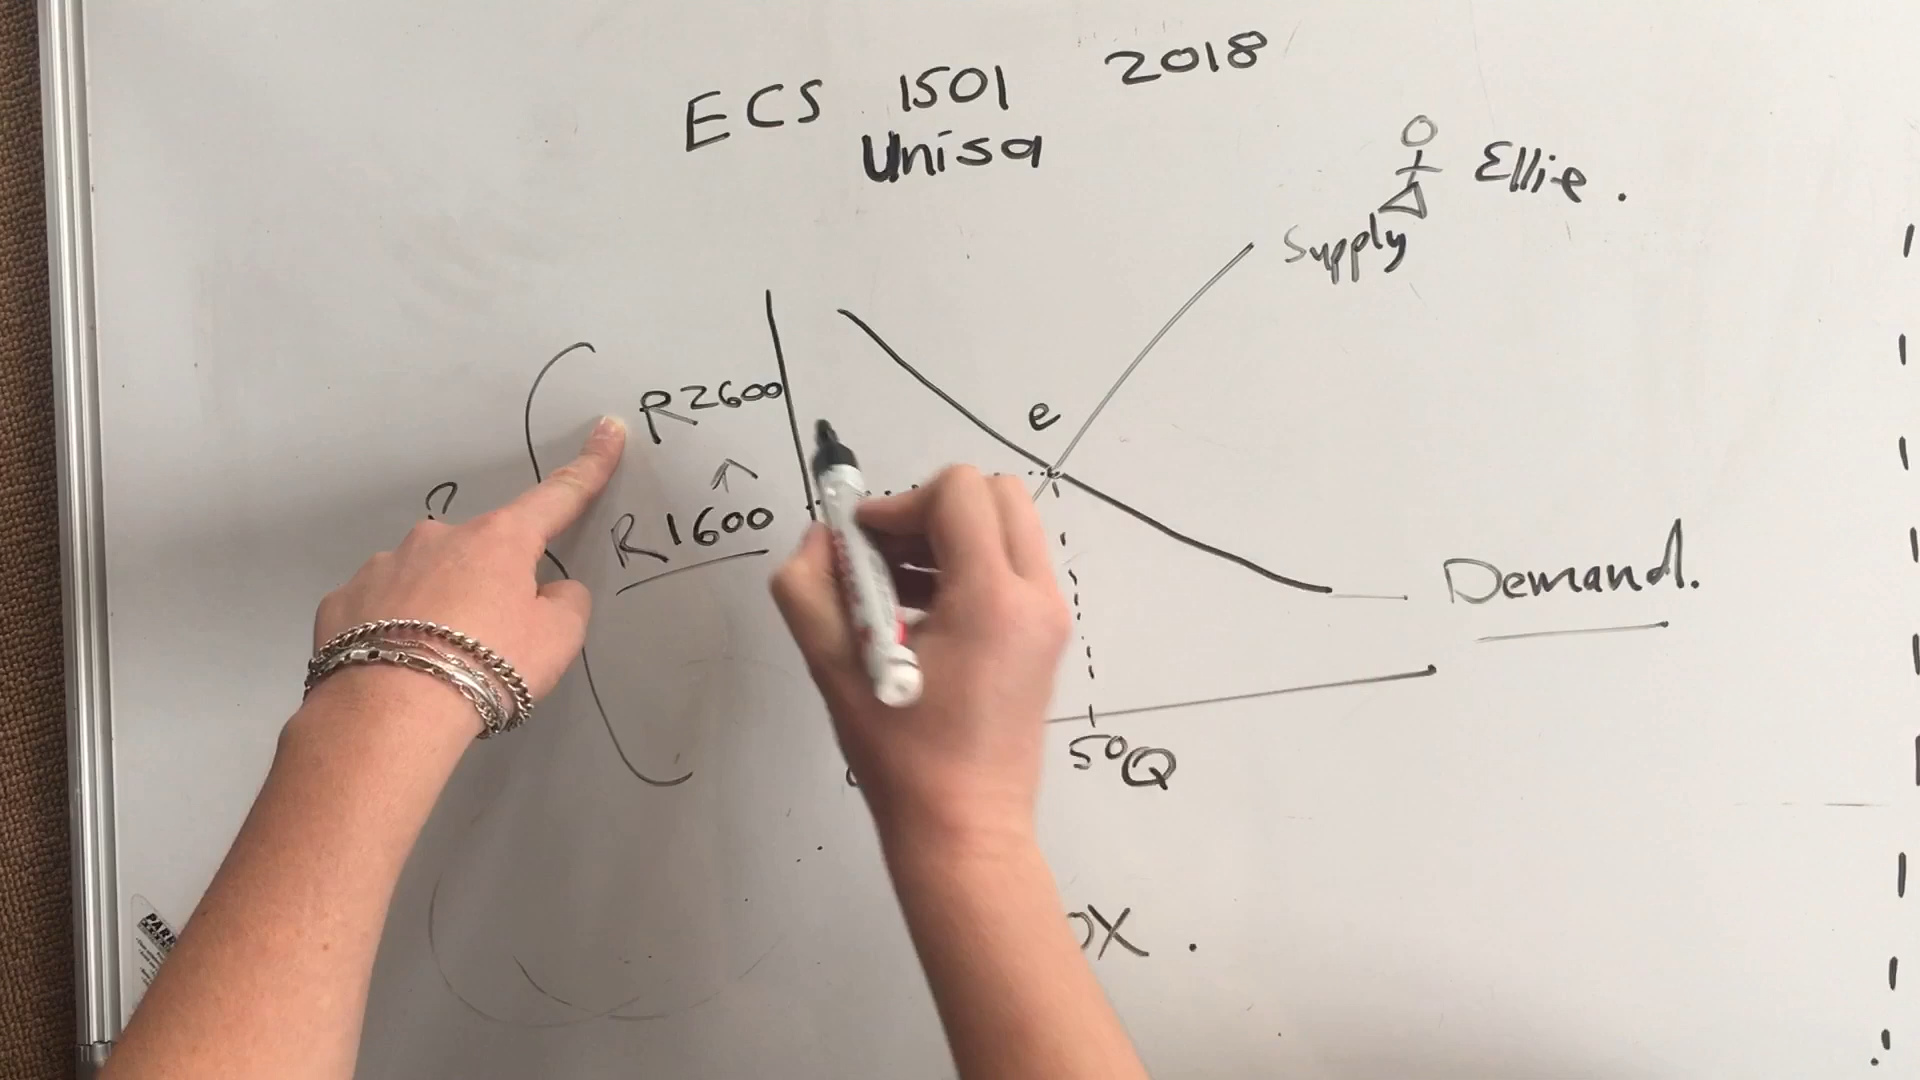 ECS 1501 2018
Unisa
Ellie.
Supply
R2600
e
?
R1600
Demand.
50Q